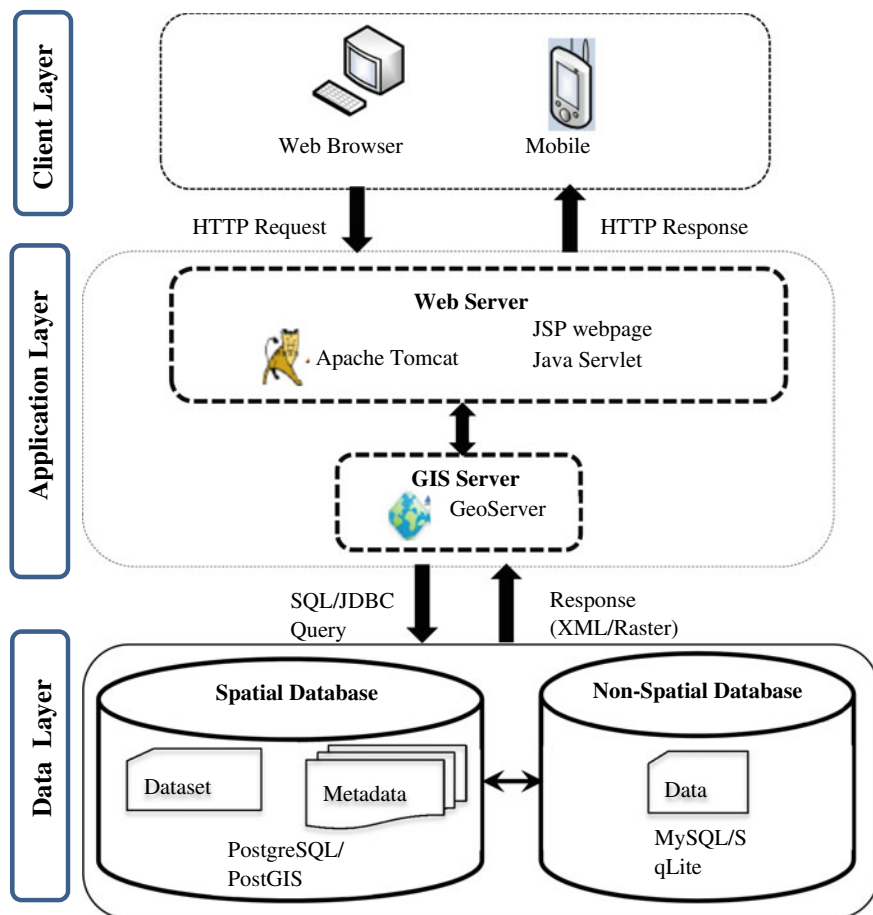 Client Layer
Web Browser
Mobile
HTTP Request
HTTP Response
Application Layer
Web Server
Apache Tomcat
JSP webpage
Java Servlet
GIS Server
GeoServer
SQL/JDBC
Query
Response
(XML/Raster)
Data Layer
Spatial Database
Dataset
Metadata
PostgreSQL/
PostGIS
Non-Spatial Database
Data
MySQL/S
qLite